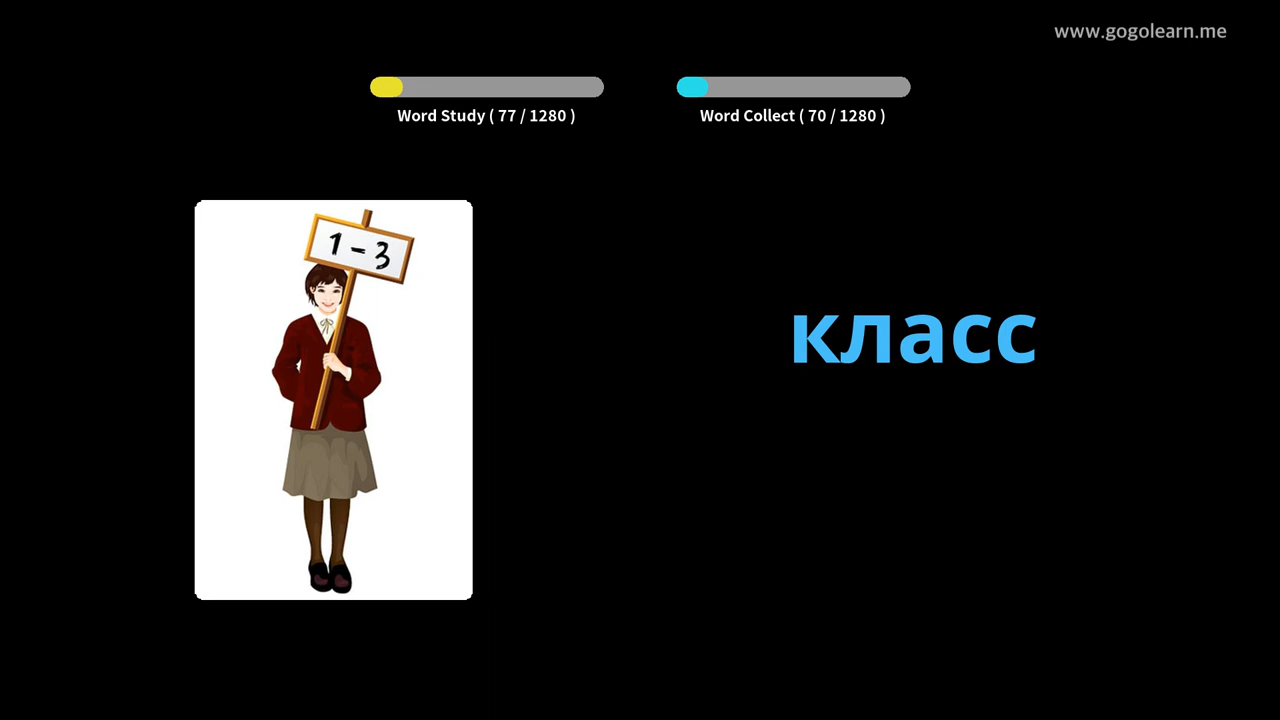 www.gogolearn.me
Word Study ( 77 / 1280 )
Word Collect ( 70 / 1280 )
1 - 3
класс